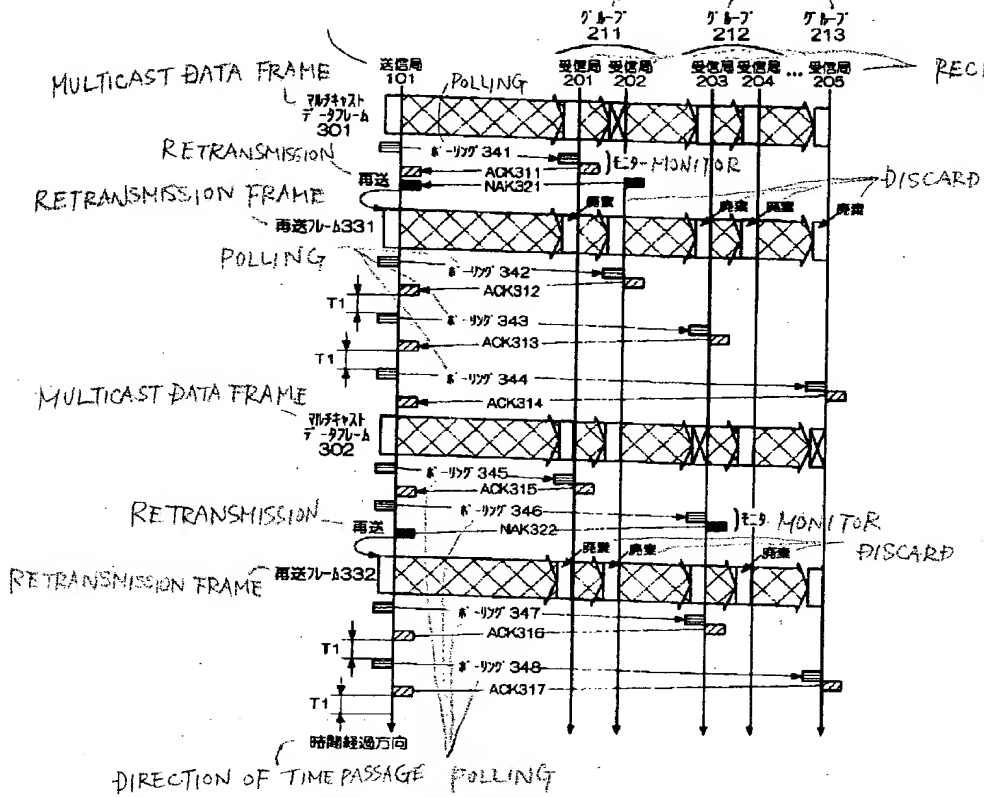 グループ グループ グループ
211 212 213
送信局 受信局 受信局 受信局 受信局 受信局
101 201 202 203 204 ... 205
MULTICAST DATA FRAME
POLLING
マルチキャスト
データフレーム
301
ポーリング 341
RETRANSMISSION
ACK311
モニター MONITOR
再送
NAK321
DISCARD
RETRANSMISSION FRAME
廃棄 廃棄 廃棄 廃棄
再送フレーム331
POLLING
ポーリング 342
ACK312
T1
ポーリング 343
ACK313
T1
ポーリング 344
MULTICAST DATA FRAME
ACK314
マルチキャスト
データフレーム
302
ポーリング 345
ACK315
ポーリング 346
RETRANSMISSION
再送
NAK322
モニター MONITOR
廃棄 廃棄 廃棄
DISCARD
RETRANSMISSION FRAME
再送フレーム332
ポーリング 347
ACK316
T1
ポーリング 348
ACK317
T1
時間経過方向
DIRECTION OF TIME PASSAGE POLLING